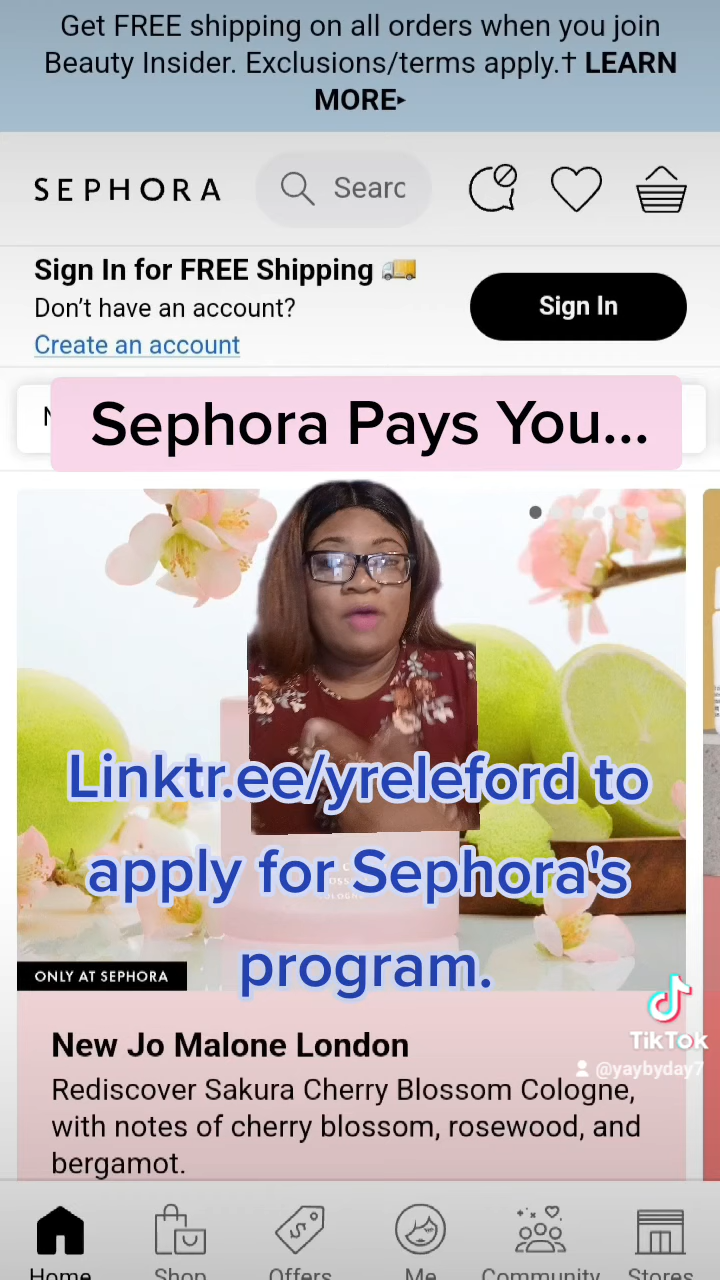 Get FREE shipping on all orders when you join
Beauty Insider. Exclusions/terms apply.† LEARN
MORE▸
SEPHORA
Searc
Sign In for FREE Shipping 🚚
Don’t have an account?
Sign In
Create an account
Sephora Pays You...
Linktr.ee/yreleford to
apply for Sephora's
program.
ONLY AT SEPHORA
TikTok
@yaybyday7
New Jo Malone London
Rediscover Sakura Cherry Blossom Cologne,
with notes of cherry blossom, rosewood, and
bergamot.
Home Shop Offers Me Community Stores